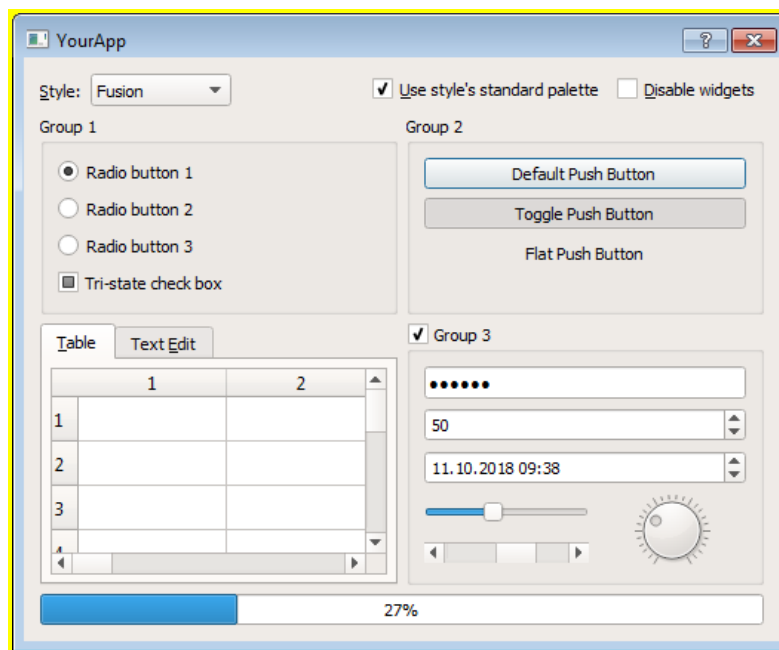 YourApp
Style: Fusion Use style's standard palette Disable widgets
Group 1
Radio button 1
Radio button 2
Radio button 3
Tri-state check box
Group 2
Default Push Button
Toggle Push Button
Flat Push Button
Table Text Edit
1 2
1
2
3
4
Group 3
••••••
50
11.10.2018 09:38
27%